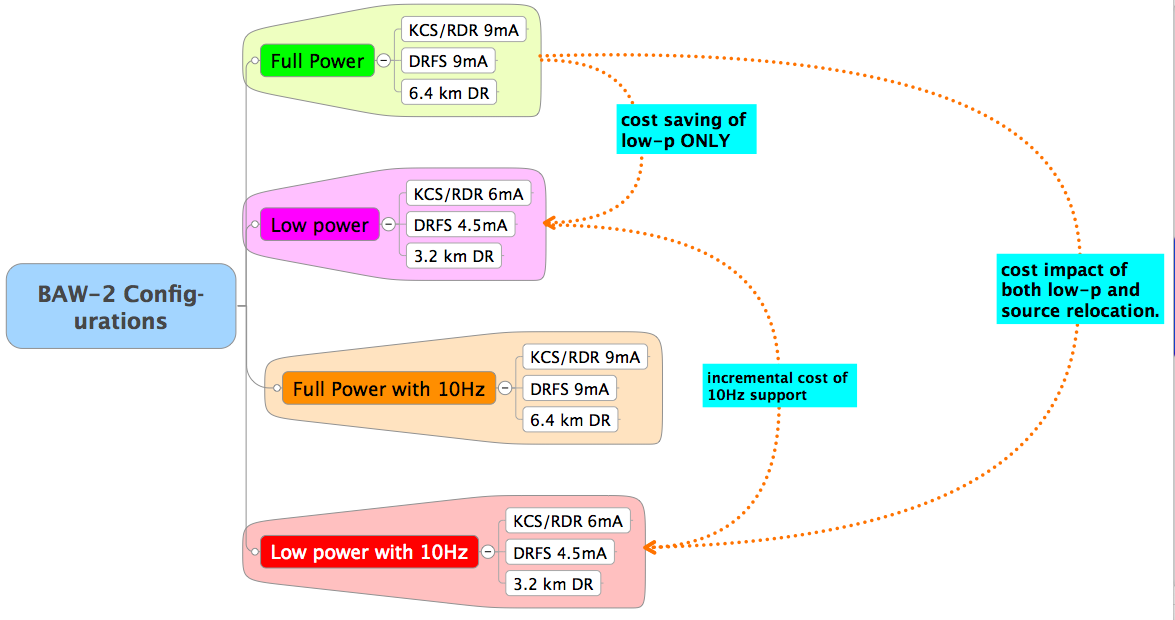 KCS/RDR 9mA
Full Power
DRFS 9mA
6.4 km DR
cost saving of
low-p ONLY
KCS/RDR 6mA
Low power
DRFS 4.5mA
3.2 km DR
BAW-2 Config-
urations
cost impact of
both low-p and
source relocation.
KCS/RDR 9mA
Full Power with 10Hz
DRFS 9mA
6.4 km DR
incremental cost of
10Hz support
KCS/RDR 6mA
Low power with 10Hz
DRFS 4.5mA
3.2 km DR